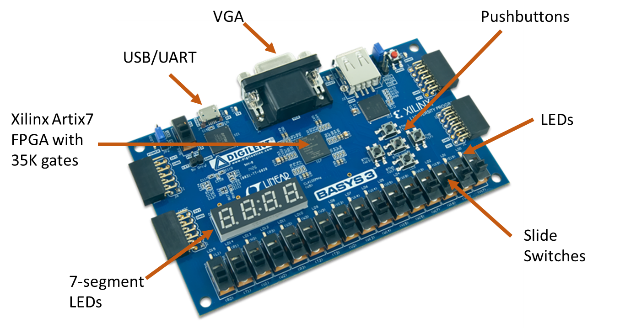 VGA
Pushbuttons
USB/UART
Xilinx Artix7
FPGA with
35K gates
LEDs
XILINX
DIGILENT
LINEAR
BASYS 3
Slide
Switches
7-segment
LEDs